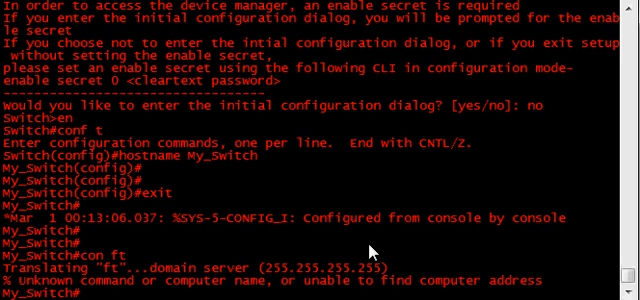 In order to access the device manager, an enable secret is required
If you enter the initial configuration dialog, you will be prompted for the enab
le secret
If you choose not to enter the intial configuration dialog, or if you exit setup
 without setting the enable secret,
please set an enable secret using the following CLI in configuration mode-
enable secret 0 <cleartext password>
---------------------------------
Would you like to enter the initial configuration dialog? [yes/no]: no
Switch>en
Switch#conf t
Enter configuration commands, one per line.  End with CNTL/Z.
Switch(config)#hostname My_Switch
My_Switch(config)#
My_Switch(config)#
My_Switch(config)#exit
My_Switch#
*Mar  1 00:13:06.037: %SYS-5-CONFIG_I: Configured from console by console
My_Switch#
My_Switch#
My_Switch#con ft
Translating "ft"...domain server (255.255.255.255)
% Unknown command or computer name, or unable to find computer address
My_Switch#